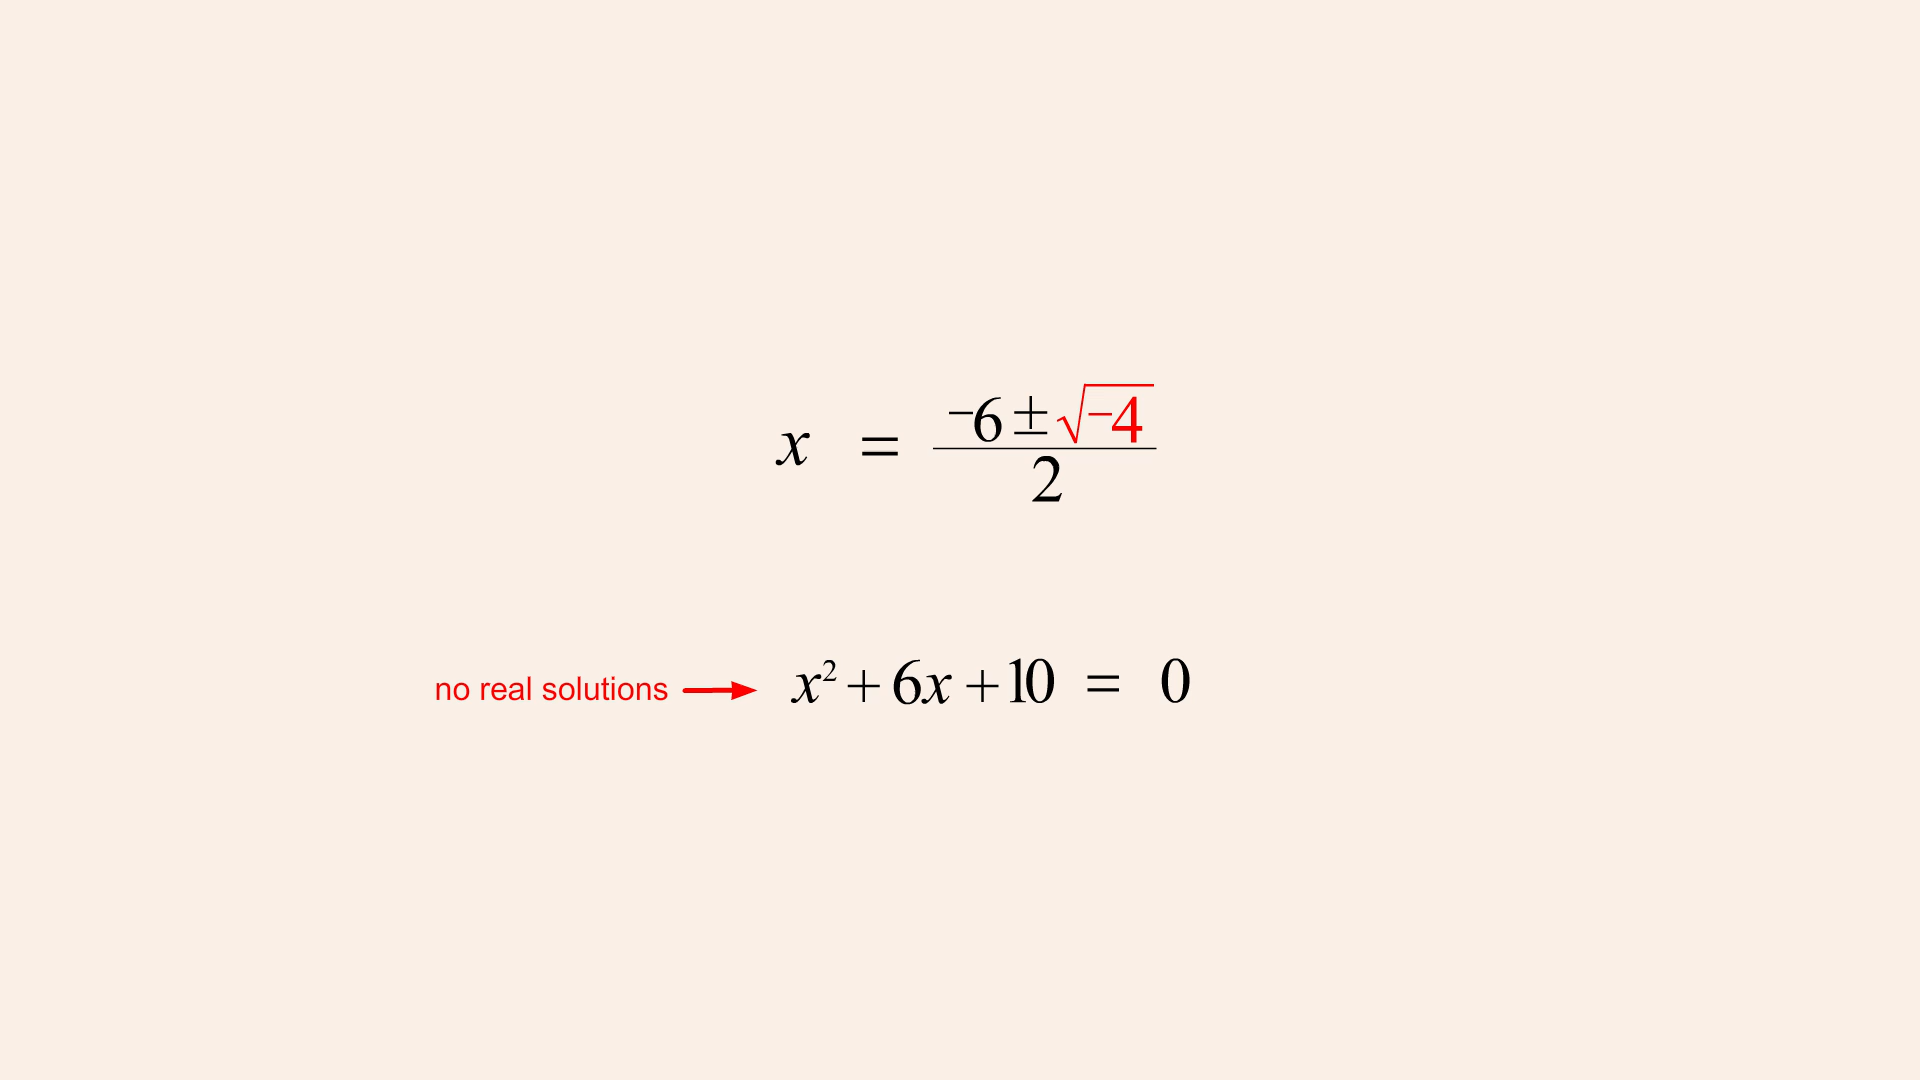 x = (−6 ± √−4) / 2
no real solutions → x² + 6x + 10 = 0